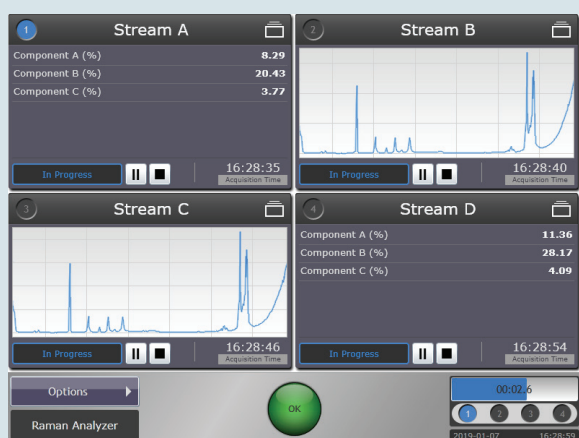 1
Stream A
Component A (%) 8.29
Component B (%) 20.43
Component C (%) 3.77
In Progress
16:28:35
Acquisition Time
2
Stream B
In Progress
16:28:40
Acquisition Time
3
Stream C
In Progress
16:28:46
Acquisition Time
4
Stream D
Component A (%) 11.36
Component B (%) 28.17
Component C (%) 4.09
In Progress
16:28:54
Acquisition Time
Options
Raman Analyzer
OK
00:02.6
1 2 3 4
2019-01-07 16:28:59